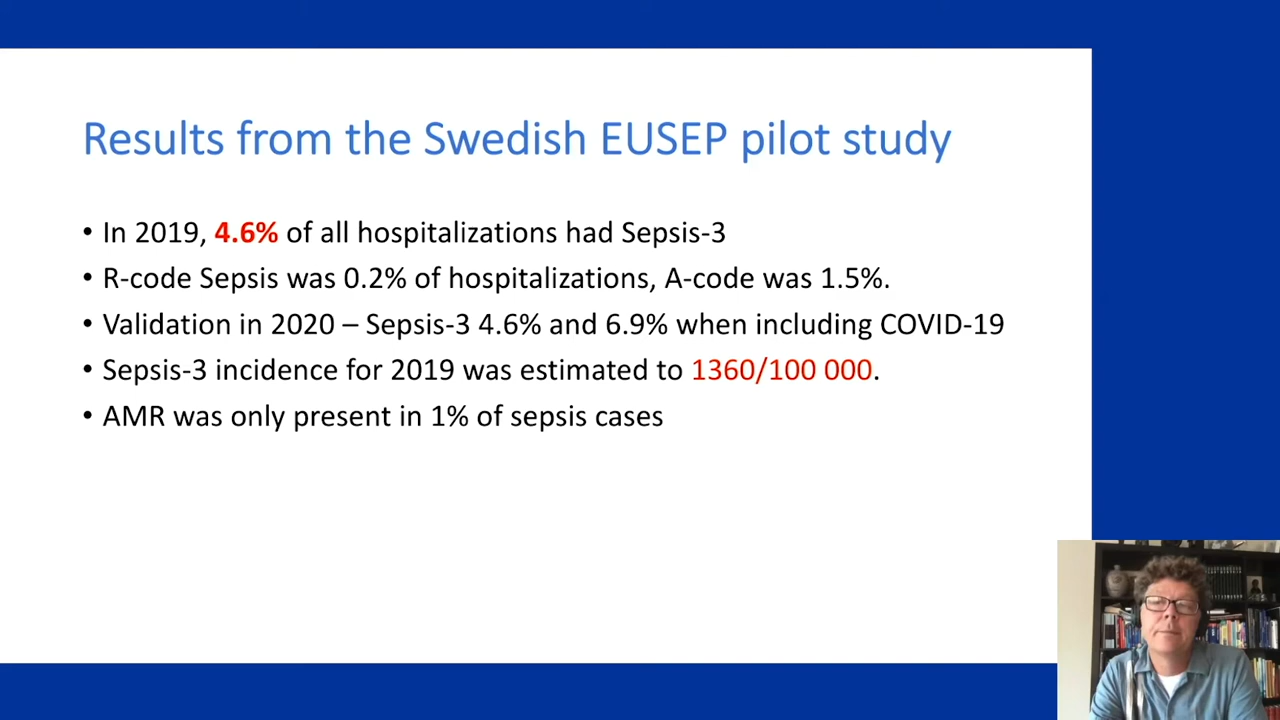 Results from the Swedish EUSEP pilot study
• In 2019, 4.6% of all hospitalizations had Sepsis-3
• R-code Sepsis was 0.2% of hospitalizations, A-code was 1.5%.
• Validation in 2020 – Sepsis-3 4.6% and 6.9% when including COVID-19
• Sepsis-3 incidence for 2019 was estimated to 1360/100 000.
• AMR was only present in 1% of sepsis cases